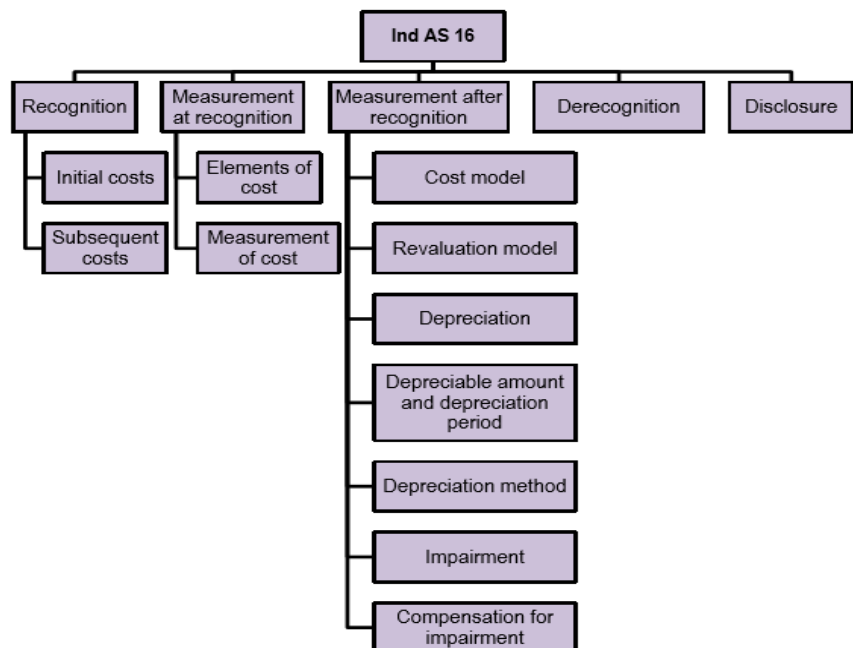 Ind AS 16
Recognition
Measurement
at recognition
Measurement after
recognition
Derecognition
Disclosure
Initial costs
Subsequent
costs
Elements of
cost
Measurement
of cost
Cost model
Revaluation model
Depreciation
Depreciable amount
and depreciation
period
Depreciation method
Impairment
Compensation for
impairment